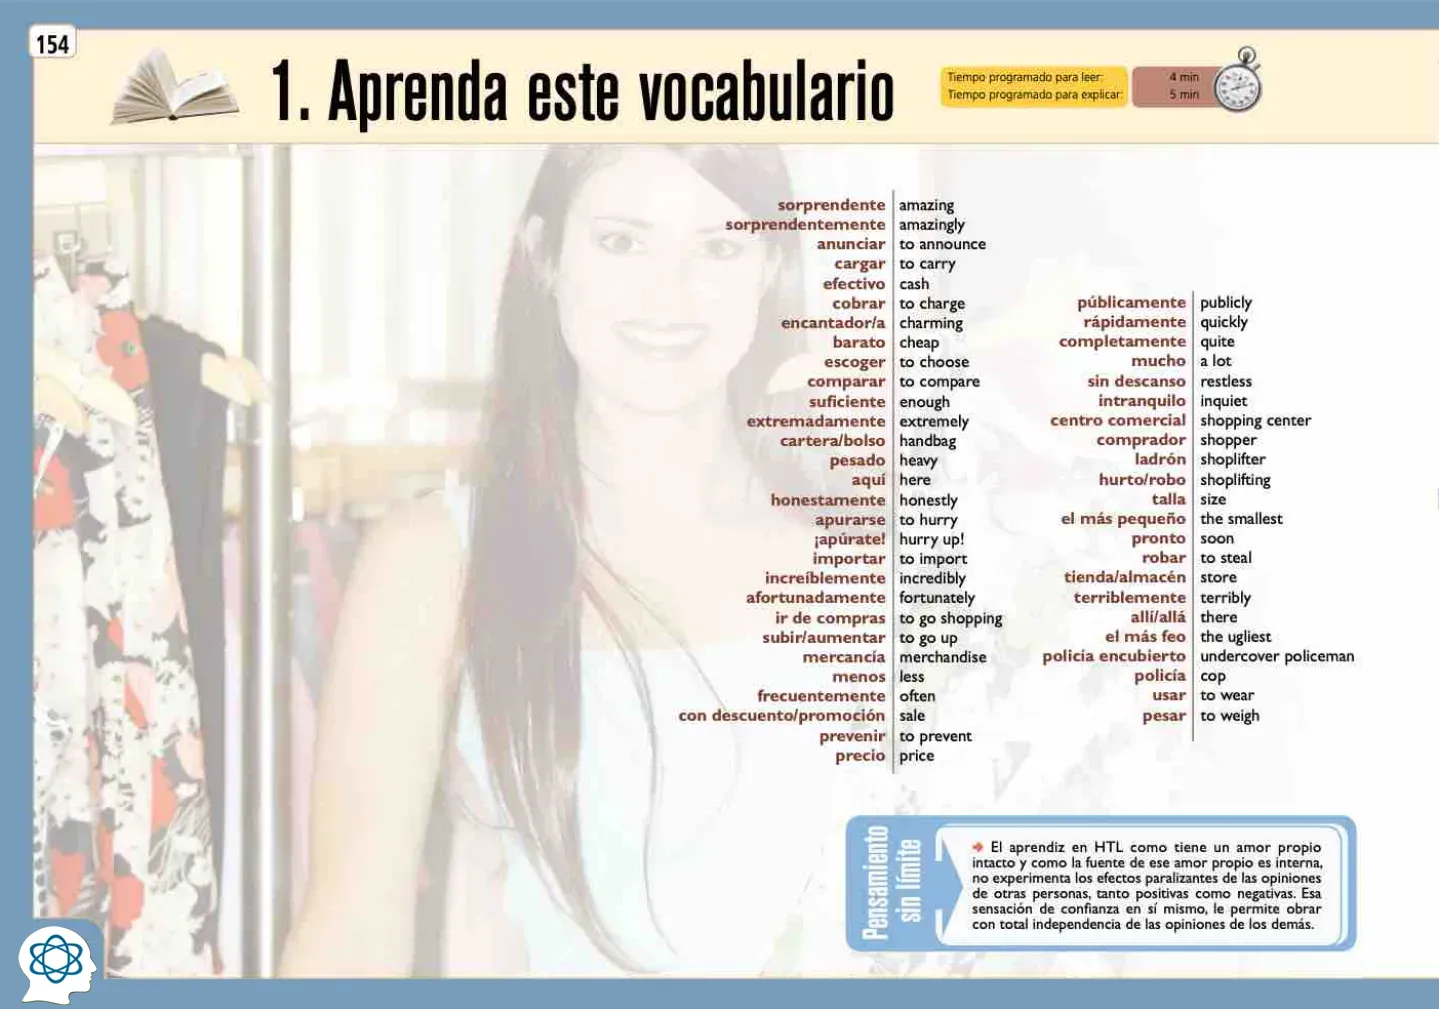 154
1. Aprenda este vocabulario
Tiempo programado para leer: 4 min
Tiempo programado para explicar: 5 min
sorprendente amazing
sorprendentemente amazingly
anunciar to announce
cargar to carry
efectivo cash
cobrar to charge
encantador/a charming
barato cheap
escoger to choose
comparar to compare
suficiente enough
extremadamente extremely
cartera/bolso handbag
pesado heavy
aquí here
honestamente honestly
apurarse to hurry
¡apúrate! hurry up!
importar to import
increíblemente incredibly
afortunadamente fortunately
ir de compras to go shopping
subir/aumentar to go up
mercancía merchandise
menos less
frecuentemente often
con descuento/promoción sale
prevenir to prevent
precio price
públicamente publicly
rápidamente quickly
completamente quite
mucho a lot
sin descanso restless
intranquilo inquiet
centro comercial shopping center
comprador shopper
ladrón shoplifter
hurto/robo shoplifting
talla size
el más pequeño the smallest
pronto soon
robar to steal
tienda/almacén store
terriblemente terribly
allí/allá there
el más feo the ugliest
policía encubierto undercover policeman
policía cop
usar to wear
pesar to weigh
Pensamiento
sin límite
El aprendiz en HTL como tiene un amor propio
intacto y como la fuente de ese amor propio es interna,
no experimenta los efectos paralizantes de las opiniones
de otras personas, tanto positivas como negativas. Esa
sensación de confianza en sí mismo, le permite obrar
con total independencia de las opiniones de los demás.